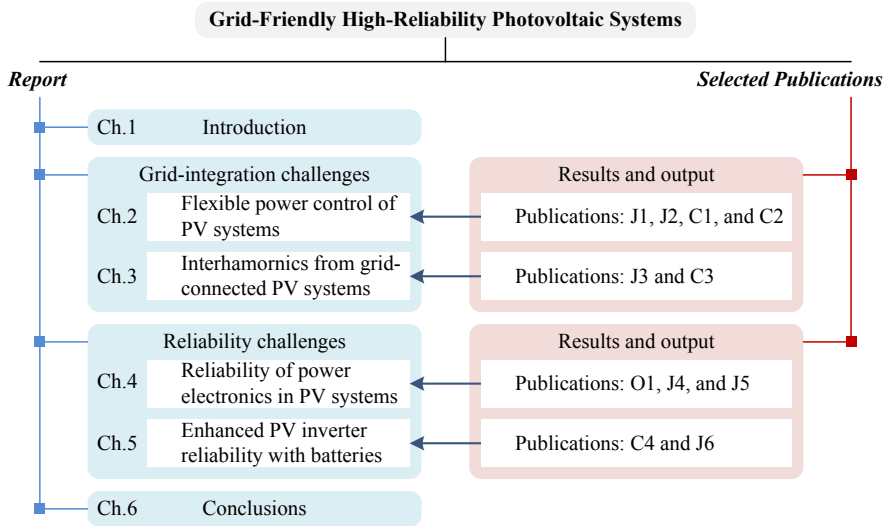 Grid-Friendly High-Reliability Photovoltaic Systems
Report
Selected Publications
Ch.1 Introduction
Grid-integration challenges
Results and output
Ch.2
Flexible power control of
PV systems
Publications: J1, J2, C1, and C2
Ch.3
Interhamornics from grid-
connected PV systems
Publications: J3 and C3
Reliability challenges
Results and output
Ch.4
Reliability of power
electronics in PV systems
Publications: O1, J4, and J5
Ch.5
Enhanced PV inverter
reliability with batteries
Publications: C4 and J6
Ch.6 Conclusions